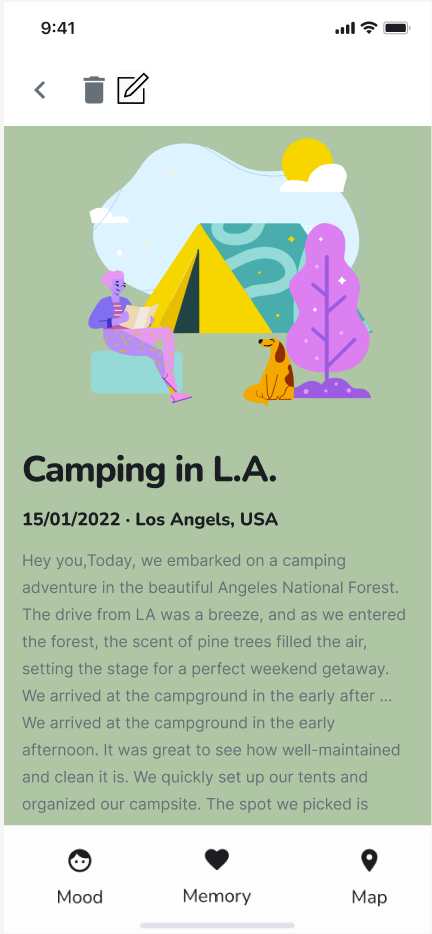 9:41
Camping in L.A.
15/01/2022 · Los Angels, USA
Hey you,Today, we embarked on a camping
adventure in the beautiful Angeles National Forest.
The drive from LA was a breeze, and as we entered
the forest, the scent of pine trees filled the air,
setting the stage for a perfect weekend getaway.
We arrived at the campground in the early after ...
We arrived at the campground in the early
afternoon. It was great to see how well-maintained
and clean it is. We quickly set up our tents and
organized our campsite. The spot we picked is
Mood
Memory
Map